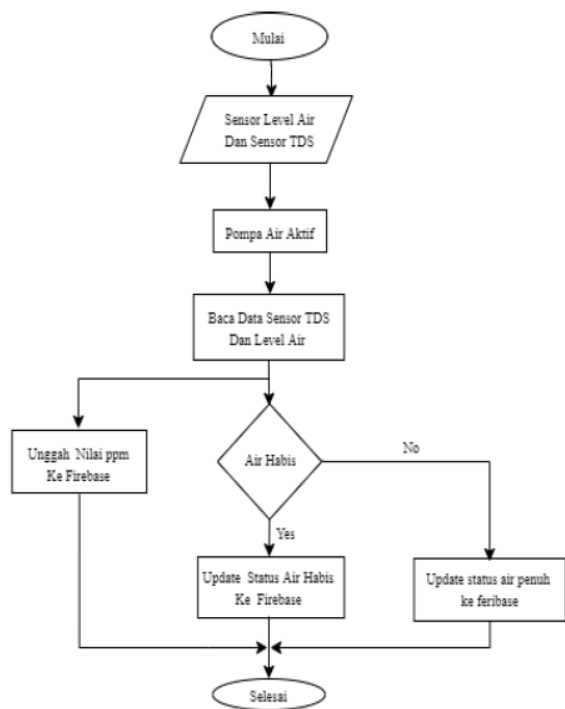 Mulai
Sensor Level Air
Dan Sensor TDS
Pompa Air Aktif
Baca Data Sensor TDS
Dan Level Air
Unggah Nilai ppm
Ke Firebase
Air Habis
No
Yes
Update Status Air Habis
Ke Firebase
Update status air penuh
ke feribase
Selesai